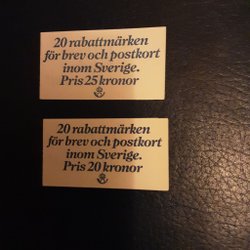 20 rabattmärken
för brev och postkort
inom Sverige.
Pris 25 kronor
20 rabattmärken
för brev och postkort
inom Sverige.
Pris 20 kronor